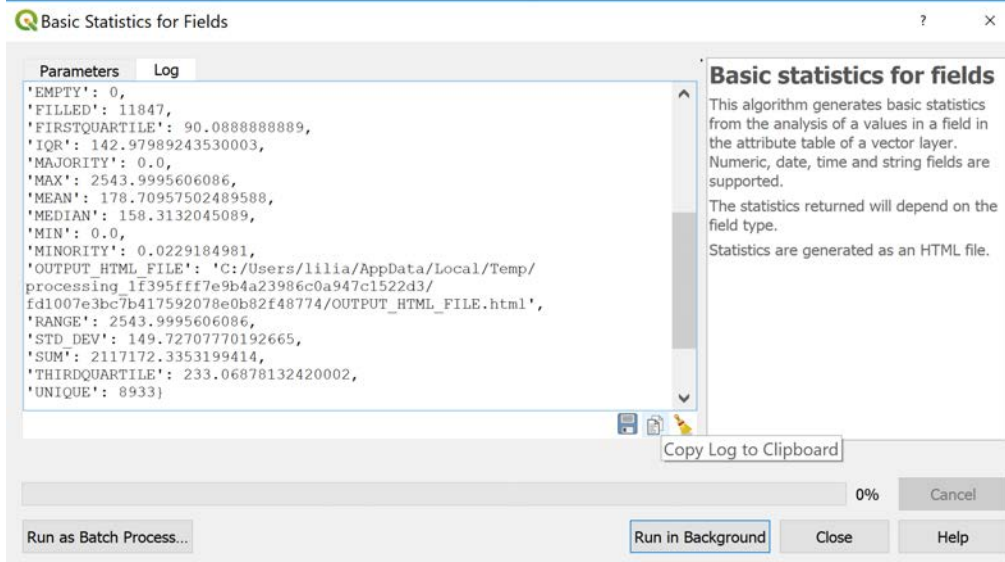 Basic Statistics for Fields
?
×
Parameters
Log
'EMPTY': 0,
'FILLED': 11847,
'FIRSTQUARTILE': 90.0888888889,
'IQR': 142.97989243530003,
'MAJORITY': 0.0,
'MAX': 2543.9995606086,
'MEAN': 178.70957502489588,
'MEDIAN': 158.3132045089,
'MIN': 0.0,
'MINORITY': 0.0229184981,
'OUTPUT_HTML_FILE': 'C:/Users/lilia/AppData/Local/Temp/
processing_1f395fff7e9b4a23986c0a947c1522d3/
fd1007e3bc7b417592078e0b82f48774/OUTPUT_HTML_FILE.html',
'RANGE': 2543.9995606086,
'STD_DEV': 149.72707770192665,
'SUM': 2117172.3353199414,
'THIRDQUARTILE': 233.06878132420002,
'UNIQUE': 8933}
Copy Log to Clipboard
Basic statistics for fields
This algorithm generates basic statistics
from the analysis of a values in a field in
the attribute table of a vector layer.
Numeric, date, time and string fields are
supported.
The statistics returned will depend on the
field type.
Statistics are generated as an HTML file.
0%
Cancel
Run as Batch Process...
Run in Background
Close
Help